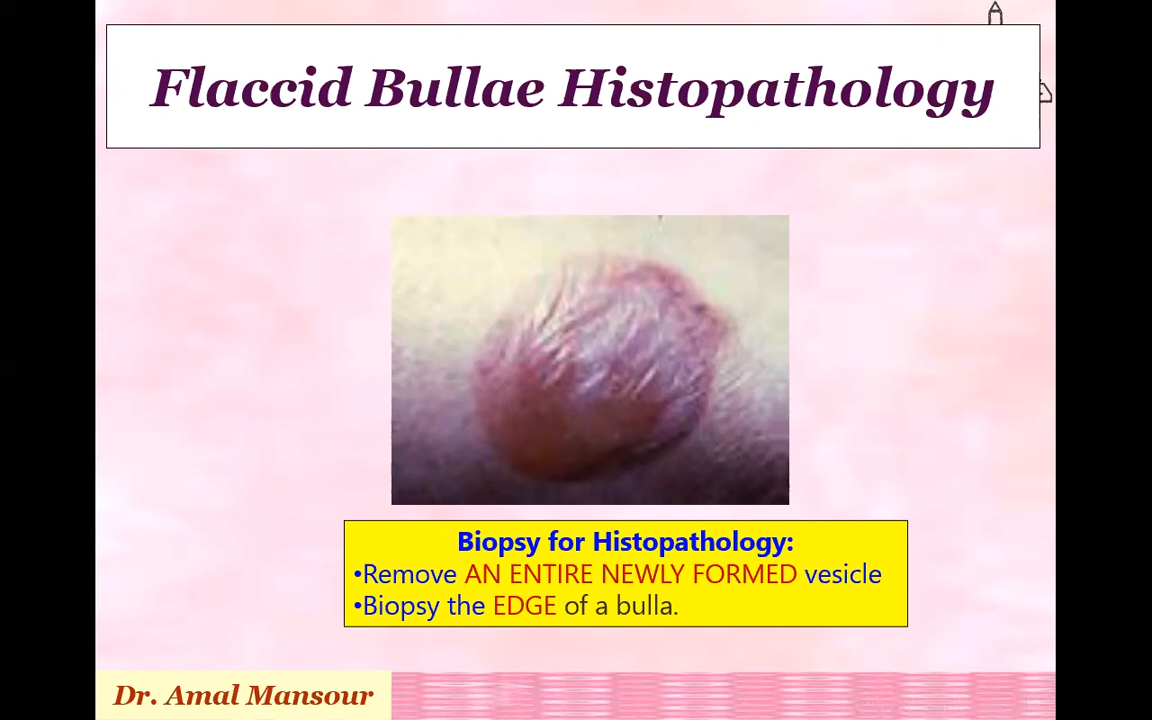 Flaccid Bullae Histopathology
Biopsy for Histopathology:
•Remove AN ENTIRE NEWLY FORMED vesicle
•Biopsy the EDGE of a bulla.
Dr. Amal Mansour